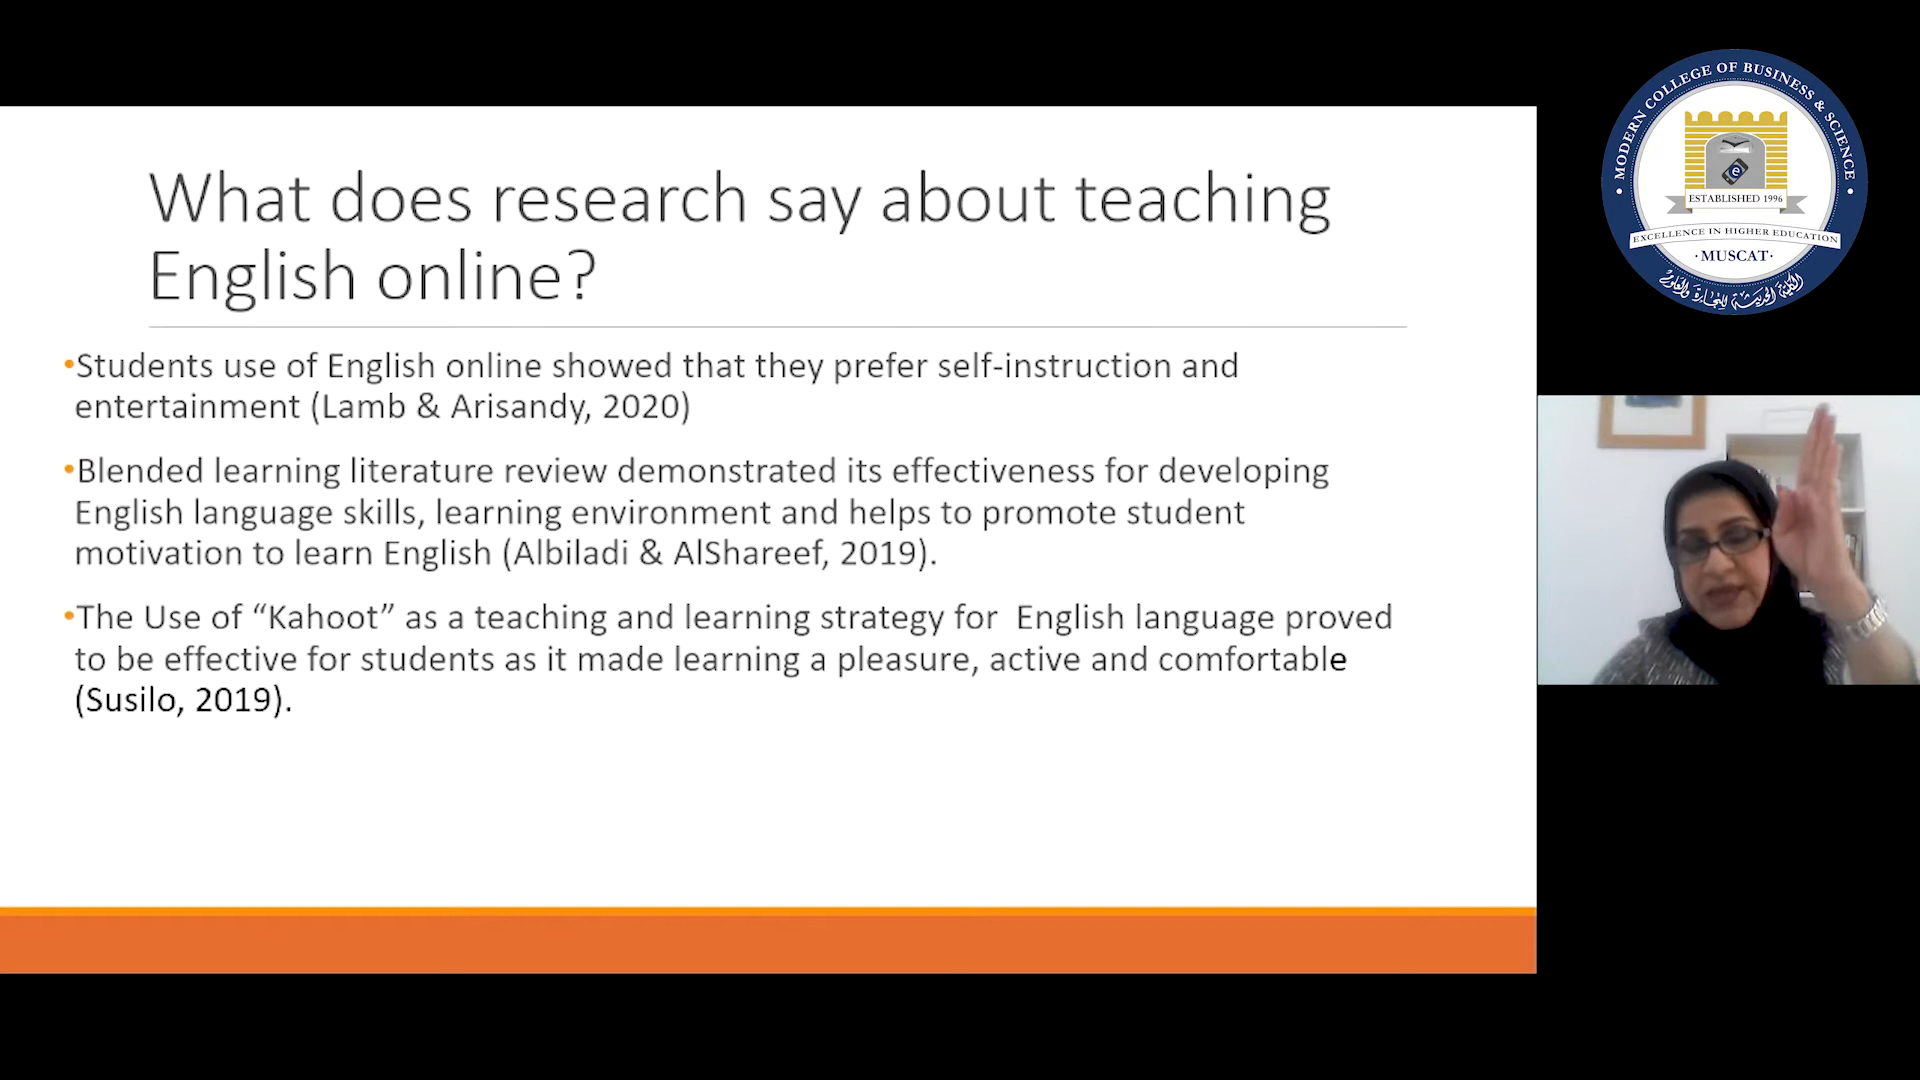 What does research say about teaching
English online?
•Students use of English online showed that they prefer self-instruction and
entertainment (Lamb & Arisandy, 2020)
•Blended learning literature review demonstrated its effectiveness for developing
English language skills, learning environment and helps to promote student
motivation to learn English (Albiladi & AlShareef, 2019).
•The Use of “Kahoot” as a teaching and learning strategy for  English language proved
to be effective for students as it made learning a pleasure, active and comfortable
(Susilo, 2019).
• MODERN COLLEGE OF BUSINESS & SCIENCE •
e
ESTABLISHED 1996
EXCELLENCE IN HIGHER EDUCATION
·MUSCAT·
الكلية الحديثة للتجارة والعلوم